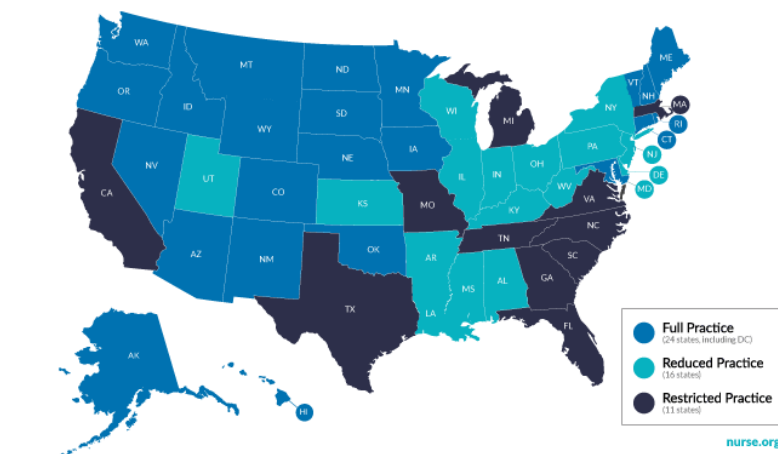 WA
MT
ND
MN
ME
VT
NH
OR
ID
SD
WI
NY
MA
WY
MI
RI
CT
IA
NE
PA
NJ
NV
OH
UT
IL
IN
DE
CO
WV
MD
CA
KS
MO
KY
VA
NC
TN
AZ
OK
NM
AR
SC
MS
AL
GA
TX
LA
FL
AK
HI
Full Practice
(24 states, including DC)
Reduced Practice
(16 states)
Restricted Practice
(11 states)
nurse.org